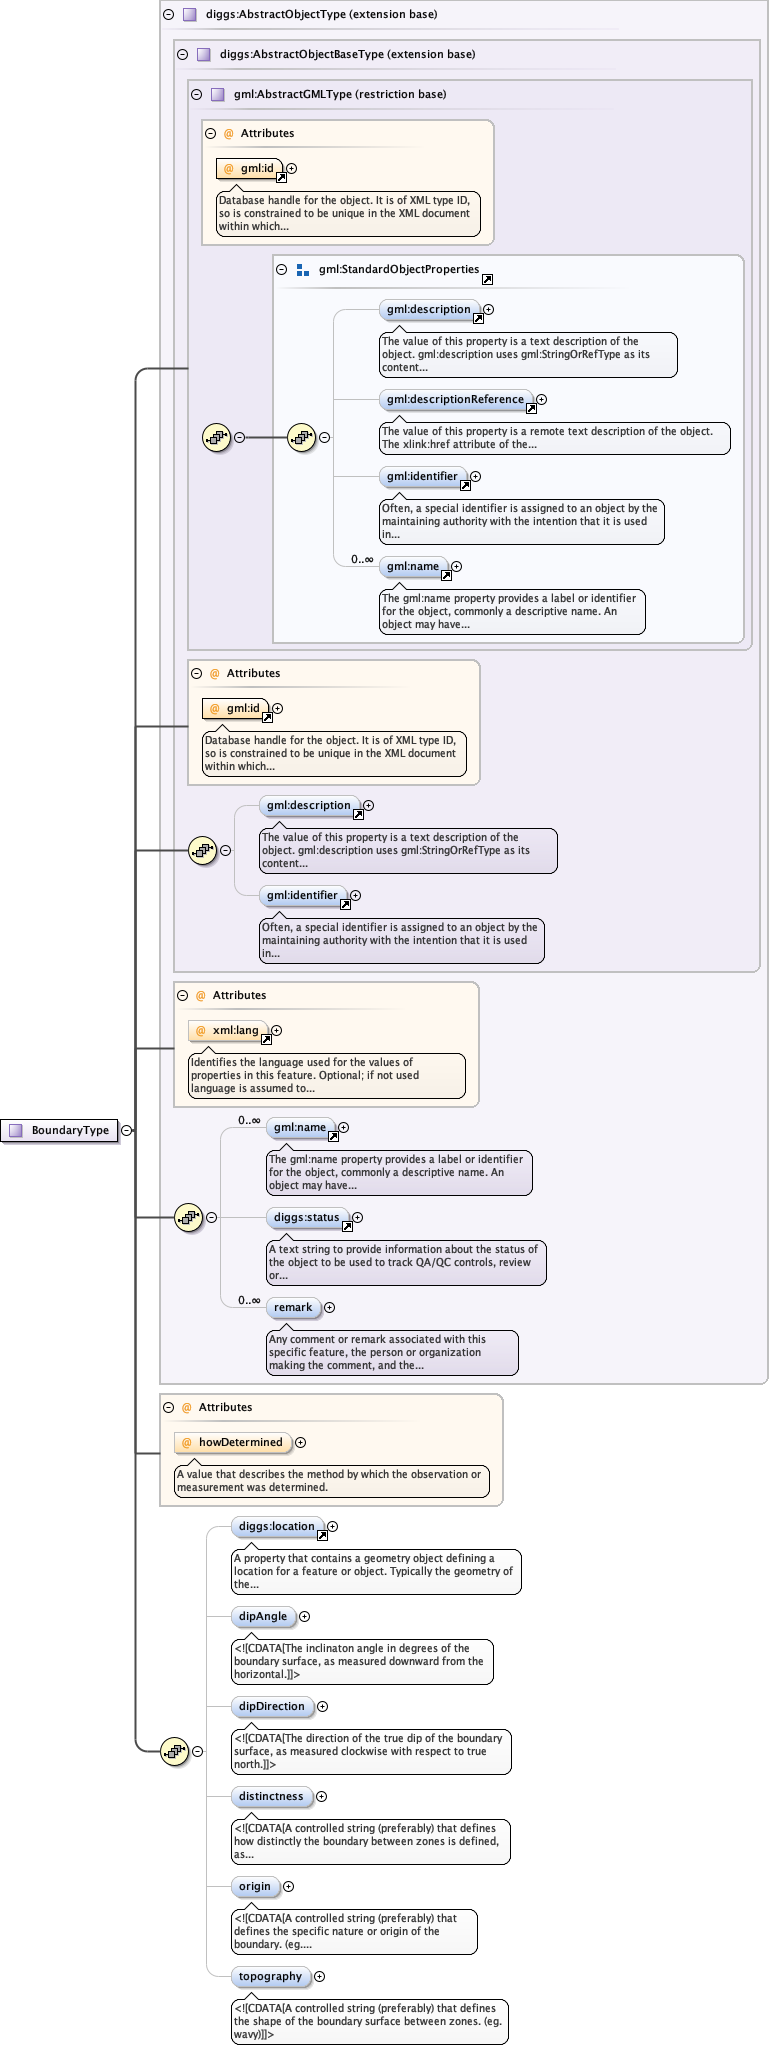 diggs:AbstractObjectType (extension base)
diggs:AbstractObjectBaseType (extension base)
gml:AbstractGMLType (restriction base)
@ Attributes
@ gml:id
Database handle for the object. It is of XML type ID,
so is constrained to be unique in the XML document
within which...
gml:StandardObjectProperties
gml:description
The value of this property is a text description of the
object. gml:description uses gml:StringOrRefType as its
content...
gml:descriptionReference
The value of this property is a remote text description of the object.
The xlink:href attribute of the...
gml:identifier
Often, a special identifier is assigned to an object by the
maintaining authority with the intention that it is used
in...
0..∞
gml:name
The gml:name property provides a label or identifier
for the object, commonly a descriptive name. An
object may have...
@ Attributes
@ gml:id
Database handle for the object. It is of XML type ID,
so is constrained to be unique in the XML document
within which...
gml:description
The value of this property is a text description of the
object. gml:description uses gml:StringOrRefType as its
content...
gml:identifier
Often, a special identifier is assigned to an object by the
maintaining authority with the intention that it is used
in...
@ Attributes
@ xml:lang
Identifies the language used for the values of
properties in this feature. Optional; if not used
language is assumed to...
BoundaryType
0..∞
gml:name
The gml:name property provides a label or identifier
for the object, commonly a descriptive name. An
object may have...
diggs:status
A text string to provide information about the status of
the object to be used to track QA/QC controls, review
or...
0..∞
remark
Any comment or remark associated with this
specific feature, the person or organization
making the comment, and the...
@ Attributes
@ howDetermined
A value that describes the method by which the observation or
measurement was determined.
diggs:location
A property that contains a geometry object defining a
location for a feature or object. Typically the geometry of
the...
dipAngle
<![CDATA[The inclinaton angle in degrees of the
boundary surface, as measured downward from the
horizontal.]]>
dipDirection
<![CDATA[The direction of the true dip of the boundary
surface, as measured clockwise with respect to true
north.]]>
distinctness
<![CDATA[A controlled string (preferably) that defines
how distinctly the boundary between zones is defined,
as...
origin
<![CDATA[A controlled string (preferably) that
defines the specific nature or origin of the
boundary. (eg....
topography
<![CDATA[A controlled string (preferably) that defines
the shape of the boundary surface between zones. (eg.
wavy)]]>